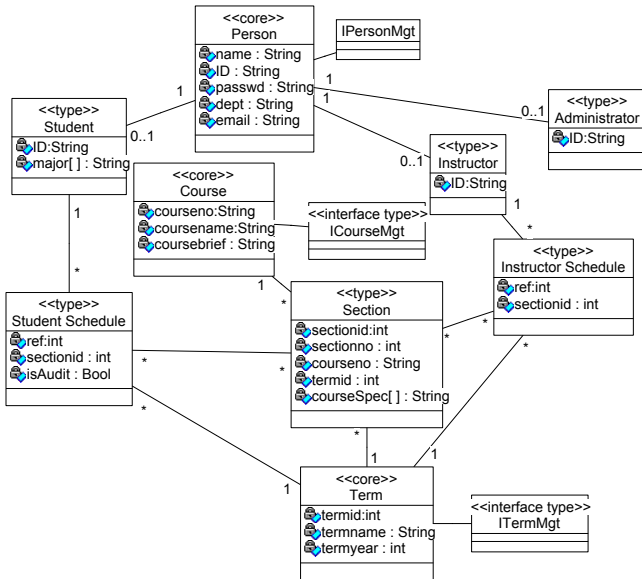 <<core>>
Person
name : String
ID : String
passwd : String
dept : String
email : String
IPersonMgt
1
1
1
0..1
0..1
0..1
<<type>>
Student
ID:String
major[ ] : String
<<type>>
Administrator
ID:String
<<type>>
Instructor
ID:String
<<core>>
Course
courseno:String
coursename:String
coursebrief : String
<<interface type>>
ICourseMgt
1
*
1
*
1
*
<<type>>
Instructor Schedule
ref:int
sectionid : int
<<type>>
Student Schedule
ref:int
sectionid : int
isAudit : Bool
<<type>>
Section
sectionid:int
sectionno : int
courseno : String
termid : int
courseSpec[ ] : String
*
*
*
*
*
*
*
1
1
1
<<core>>
Term
termid:int
termname : String
termyear : int
<<interface type>>
ITermMgt